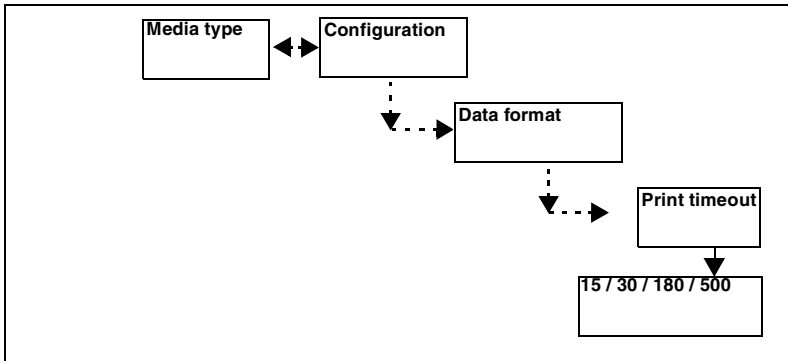 Media type
Configuration
Data format
Print timeout
15 / 30 / 180 / 500